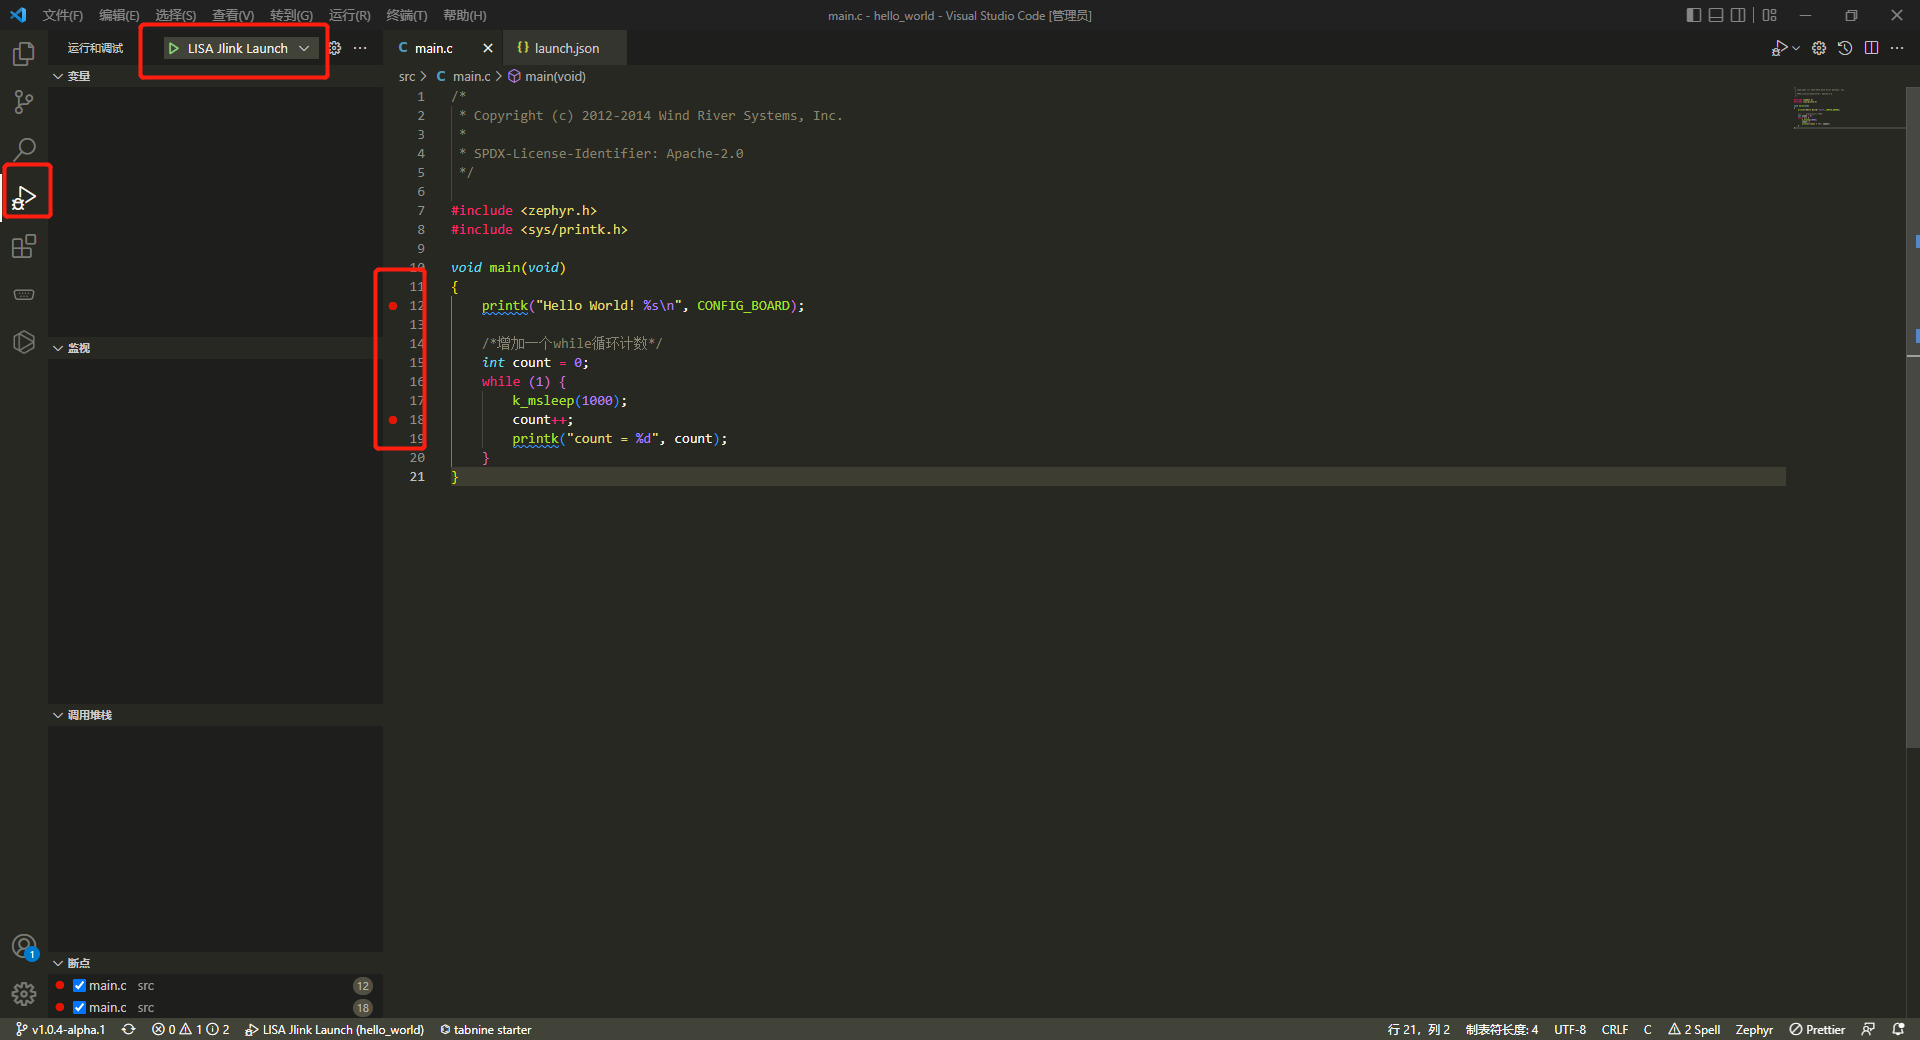 文件(F) 编辑(E) 选择(S) 查看(V) 转到(G) 运行(R) 终端(T) 帮助(H)
main.c - hello_world - Visual Studio Code [管理员]
运行和调试
LISA Jlink Launch
main.c
launch.json
变量
src > C main.c > main(void)
1 /*
2 * Copyright (c) 2012-2014 Wind River Systems, Inc.
3 *
4 * SPDX-License-Identifier: Apache-2.0
5 */
6
7 #include <zephyr.h>
8 #include <sys/printk.h>
9
10 void main(void)
11 {
12 printk("Hello World! %s\n", CONFIG_BOARD);
13
14 /*增加一个while循环计数*/
15 int count = 0;
16 while (1) {
17 k_msleep(1000);
18 count++;
19 printk("count = %d", count);
20 }
21 }
监视
调用堆栈
1
断点
main.c src 12
main.c src 18
v1.0.4-alpha.1 0 1 2 LISA Jlink Launch (hello_world) tabnine starter
行 21，列 2 制表符长度: 4 UTF-8 CRLF C 2 Spell Zephyr Prettier